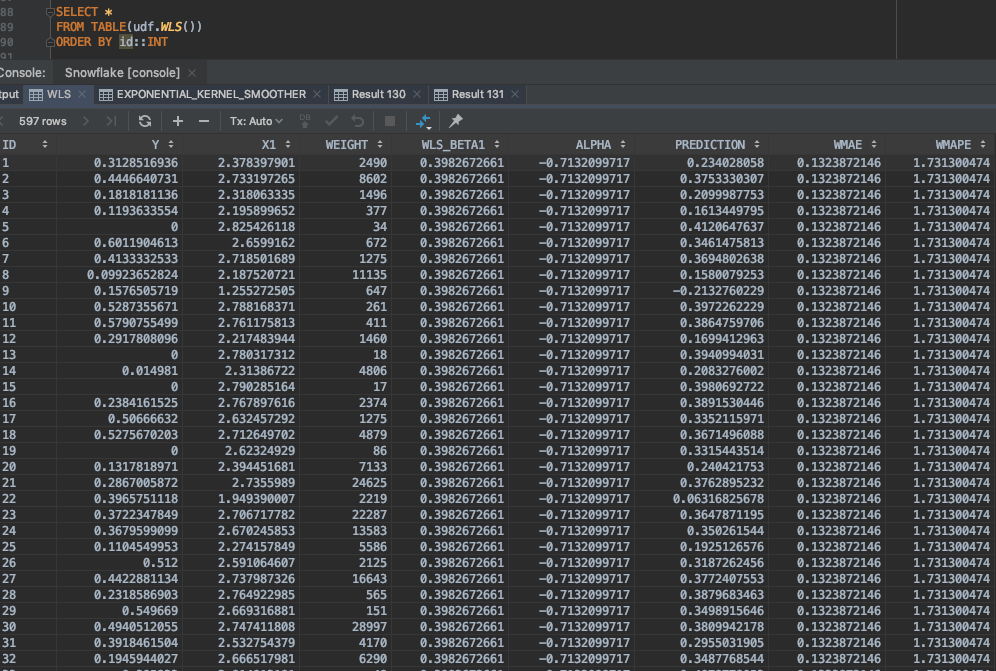 88 SELECT *
89 FROM TABLE(udf.WLS())
90 ORDER BY id::INT
91
Console: Snowflake [console] ×
tput WLS × EXPONENTIAL_KERNEL_SMOOTHER × Result 130 × Result 131 ×
597 rows Tx: Auto DB
ID Y X1 WEIGHT WLS_BETA1 ALPHA PREDICTION WMAE WMAPE
1 0.3128516936 2.378397901 2490 0.3982672661 -0.7132099717 0.234028058 0.1323872146 1.731300474
2 0.4446640731 2.733197265 8602 0.3982672661 -0.7132099717 0.3753330307 0.1323872146 1.731300474
3 0.1818181136 2.318063335 1496 0.3982672661 -0.7132099717 0.2099987753 0.1323872146 1.731300474
4 0.1193633554 2.195899652 377 0.3982672661 -0.7132099717 0.1613449795 0.1323872146 1.731300474
5 0 2.825426118 34 0.3982672661 -0.7132099717 0.4120647637 0.1323872146 1.731300474
6 0.6011904613 2.6599162 672 0.3982672661 -0.7132099717 0.3461475813 0.1323872146 1.731300474
7 0.4133332533 2.718501689 1275 0.3982672661 -0.7132099717 0.3694802638 0.1323872146 1.731300474
8 0.09923652824 2.187520721 11135 0.3982672661 -0.7132099717 0.1580079253 0.1323872146 1.731300474
9 0.1576505719 1.255272505 647 0.3982672661 -0.7132099717 -0.2132760229 0.1323872146 1.731300474
10 0.5287355671 2.788168371 261 0.3982672661 -0.7132099717 0.3972262229 0.1323872146 1.731300474
11 0.5790755499 2.761175813 411 0.3982672661 -0.7132099717 0.3864759706 0.1323872146 1.731300474
12 0.2917808096 2.217483944 1460 0.3982672661 -0.7132099717 0.1699412963 0.1323872146 1.731300474
13 0 2.780317312 18 0.3982672661 -0.7132099717 0.3940994031 0.1323872146 1.731300474
14 0.014981 2.31386722 4806 0.3982672661 -0.7132099717 0.2083276002 0.1323872146 1.731300474
15 0 2.790285164 17 0.3982672661 -0.7132099717 0.3980692722 0.1323872146 1.731300474
16 0.2384161525 2.767897616 2374 0.3982672661 -0.7132099717 0.3891530446 0.1323872146 1.731300474
17 0.50666632 2.632457292 1275 0.3982672661 -0.7132099717 0.3352115971 0.1323872146 1.731300474
18 0.5275670203 2.712649702 4879 0.3982672661 -0.7132099717 0.3671496088 0.1323872146 1.731300474
19 0 2.62324929 86 0.3982672661 -0.7132099717 0.3315443514 0.1323872146 1.731300474
20 0.1317818971 2.394451681 7133 0.3982672661 -0.7132099717 0.240421753 0.1323872146 1.731300474
21 0.2867005872 2.7355989 24625 0.3982672661 -0.7132099717 0.3762895232 0.1323872146 1.731300474
22 0.3965751118 1.949390007 2219 0.3982672661 -0.7132099717 0.06316825678 0.1323872146 1.731300474
23 0.3722347849 2.706717782 22287 0.3982672661 -0.7132099717 0.3647871195 0.1323872146 1.731300474
24 0.3679599099 2.670245853 13583 0.3982672661 -0.7132099717 0.350261544 0.1323872146 1.731300474
25 0.1104549953 2.274157849 5586 0.3982672661 -0.7132099717 0.1925126576 0.1323872146 1.731300474
26 0.512 2.591064607 2125 0.3982672661 -0.7132099717 0.3187262456 0.1323872146 1.731300474
27 0.4422881134 2.737987326 16643 0.3982672661 -0.7132099717 0.3772407553 0.1323872146 1.731300474
28 0.2318586903 2.764922985 565 0.3982672661 -0.7132099717 0.3879683463 0.1323872146 1.731300474
29 0.549669 2.669316881 151 0.3982672661 -0.7132099717 0.3498915646 0.1323872146 1.731300474
30 0.4940512055 2.747411808 28997 0.3982672661 -0.7132099717 0.3809942178 0.1323872146 1.731300474
31 0.3918461504 2.532754379 4170 0.3982672661 -0.7132099717 0.2955031905 0.1323872146 1.731300474
32 0.1945944027 2.666517981 6290 0.3982672661 -0.7132099717 0.3487768544 0.1323872146 1.731300474